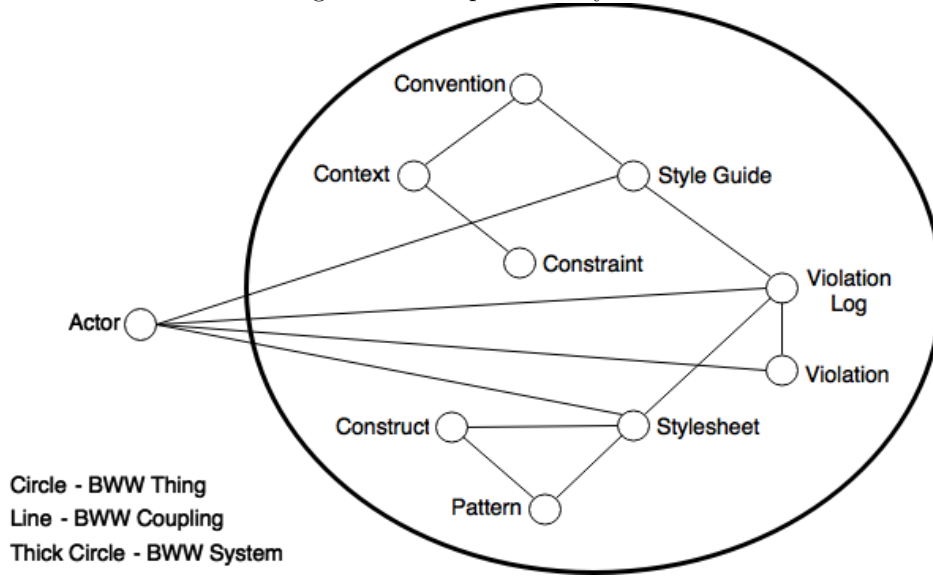 Convention
Context
Style Guide
Constraint
Violation
Log
Actor
Violation
Construct
Stylesheet
Pattern
Circle - BWW Thing
Line - BWW Coupling
Thick Circle - BWW System